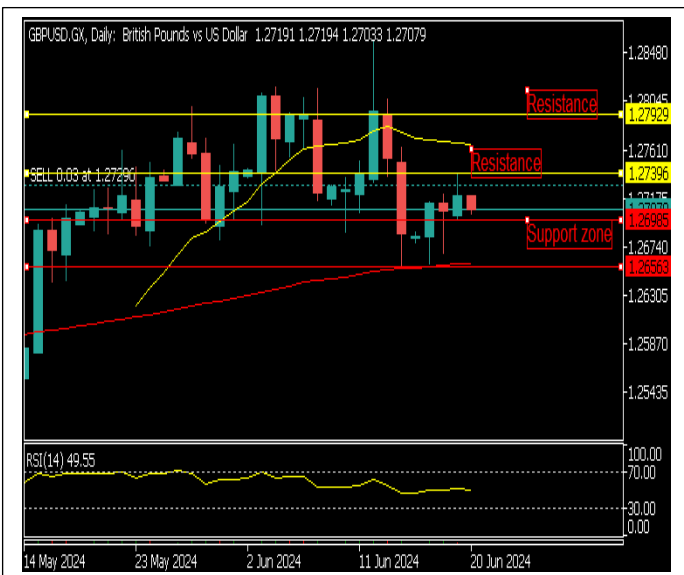 GBPUSD.GX, Daily: British Pounds vs US Dollar 1.27191 1.27194 1.27033 1.27079
1.28480
Resistance
1.28045
1.27929
1.27610
Resistance
1.27396
SELL 0.03 at 1.27290
1.27175
1.27079
1.26985
Support zone
1.26740
1.26563
1.26305
1.25870
1.25435
RSI(14) 49.55
100.00
70.00
30.00
0.00
14 May 2024 23 May 2024 2 Jun 2024 11 Jun 2024 20 Jun 2024